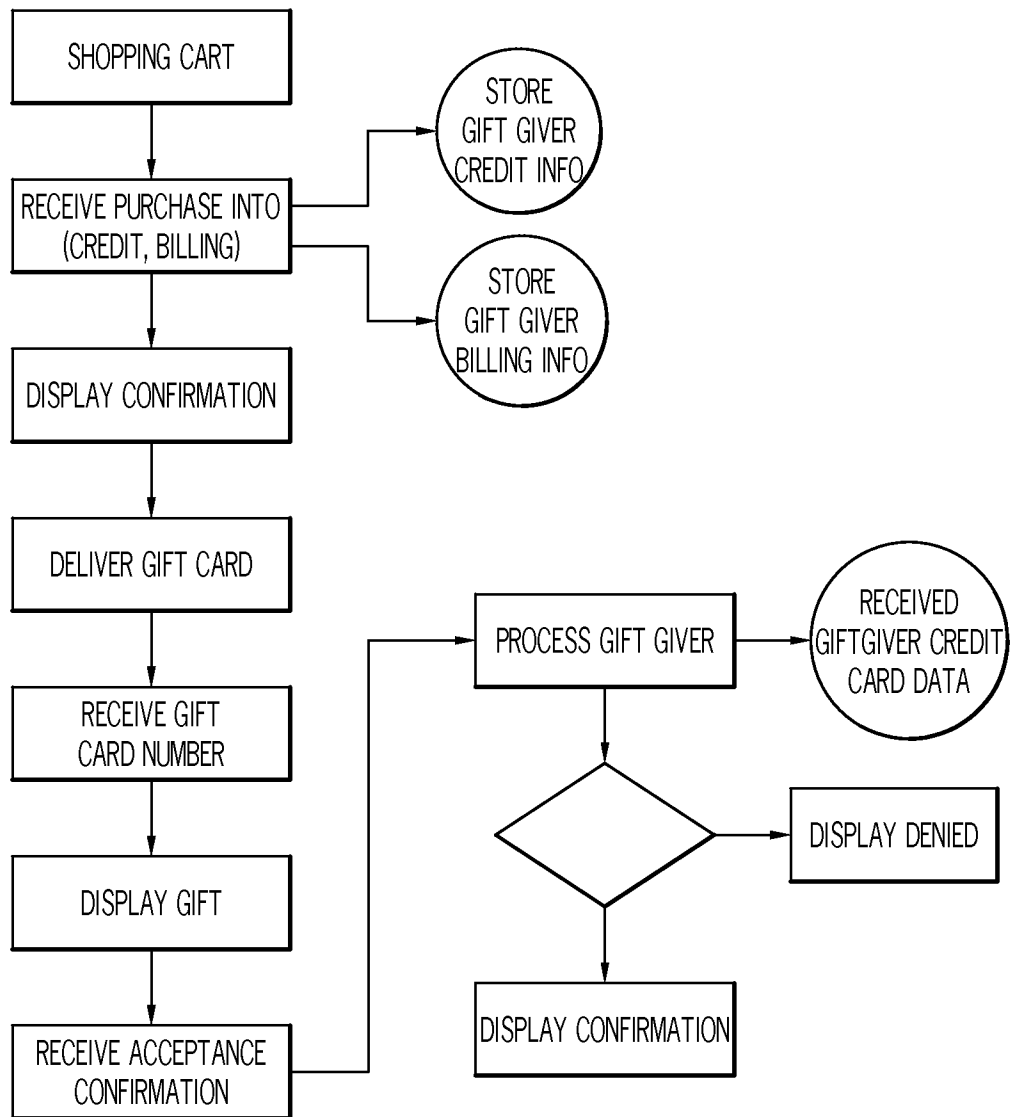 SHOPPING CART
STORE
GIFT GIVER
CREDIT INFO
RECEIVE PURCHASE INTO
(CREDIT, BILLING)
STORE
GIFT GIVER
BILLING INFO
DISPLAY CONFIRMATION
DELIVER GIFT CARD
RECEIVE GIFT
CARD NUMBER
DISPLAY GIFT
RECEIVE ACCEPTANCE
CONFIRMATION
PROCESS GIFT GIVER
RECEIVED
GIFTGIVER CREDIT
CARD DATA
DISPLAY DENIED
DISPLAY CONFIRMATION